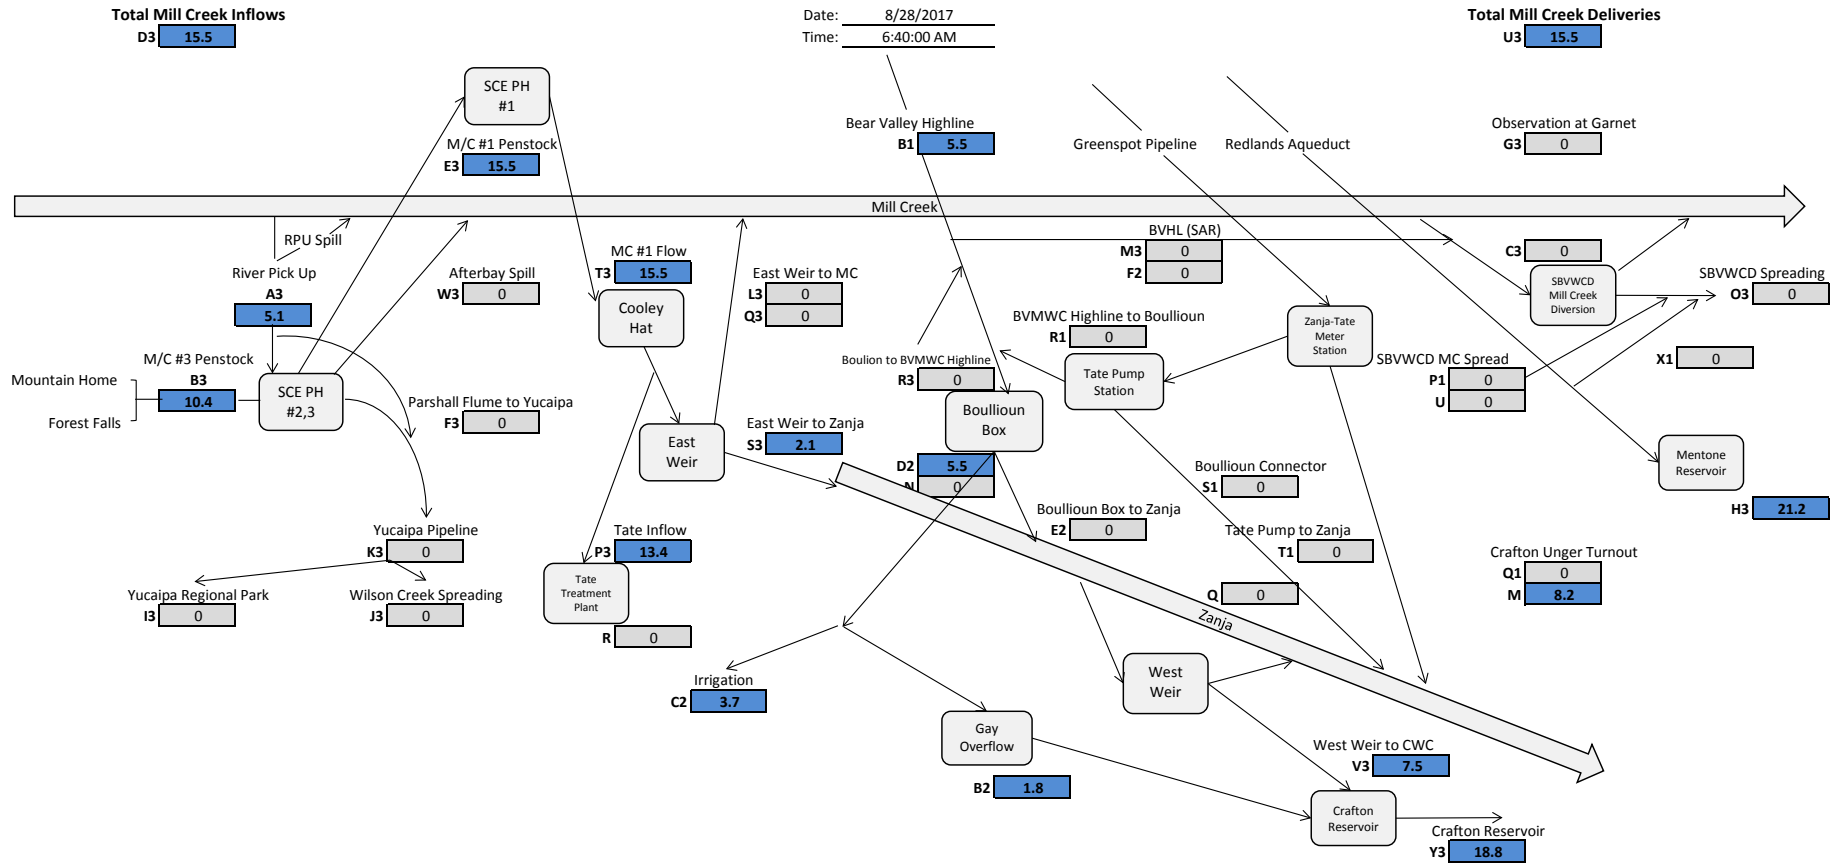 Total Mill Creek Inflows
D3 15.5
Date: 8/28/2017
Time: 6:40:00 AM
Total Mill Creek Deliveries
U3 15.5
SCE PH
#1
M/C #1 Penstock
E3 15.5
Bear Valley Highline
B1 5.5
Greenspot Pipeline
Redlands Aqueduct
Observation at Garnet
G3 0
Mill Creek
RPU Spill
River Pick Up
A3
5.1
Afterbay Spill
W3 0
MC #1 Flow
T3 15.5
Cooley
Hat
East Weir to MC
L3 0
Q3 0
BVHL (SAR)
M3 0
F2 0
C3 0
SBVWCD
Mill Creek
Diversion
SBVWCD Spreading
O3 0
BVMWC Highline to Boullioun
R1 0
Zanja-Tate
Meter
Station
M/C #3 Penstock
B3
10.4
Mountain Home
Forest Falls
SCE PH
#2,3
Parshall Flume to Yucaipa
F3 0
Boulion to BVMWC Highline
R3 0
Tate Pump
Station
SBVWCD MC Spread
P1 0
U 0
X1 0
Boullioun
Box
East
Weir
East Weir to Zanja
S3 2.1
D2 5.5
N 0
Boullioun Connector
S1 0
Mentone
Reservoir
H3 21.2
Yucaipa Pipeline
K3 0
Tate Inflow
P3 13.4
Boullioun Box to Zanja
E2 0
Tate Pump to Zanja
T1 0
Crafton Unger Turnout
Q1 0
M 8.2
Yucaipa Regional Park
I3 0
Wilson Creek Spreading
J3 0
Tate
Treatment
Plant
R 0
Q 0
Zanja
Irrigation
C2 3.7
West
Weir
Gay
Overflow
B2 1.8
West Weir to CWC
V3 7.5
Crafton
Reservoir
Crafton Reservoir
Y3 18.8